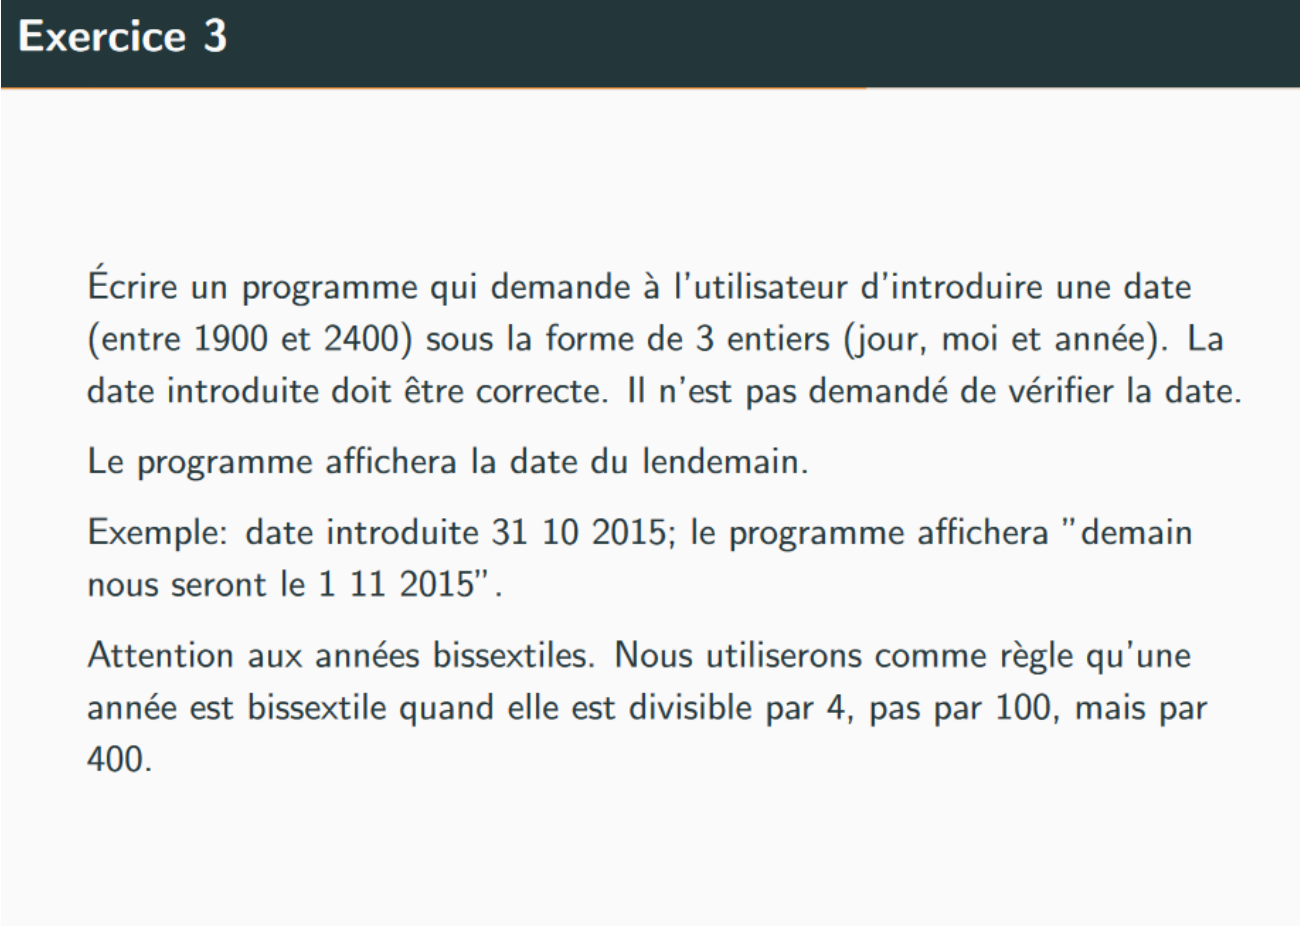 Exercice 3
Écrire un programme qui demande à l'utilisateur d'introduire une date
(entre 1900 et 2400) sous la forme de 3 entiers (jour, moi et année). La
date introduite doit être correcte. Il n'est pas demandé de vérifier la date.
Le programme affichera la date du lendemain.
Exemple: date introduite 31 10 2015; le programme affichera ”demain
nous seront le 1 11 2015”.
Attention aux années bissextiles. Nous utiliserons comme règle qu'une
année est bissextile quand elle est divisible par 4, pas par 100, mais par
400.